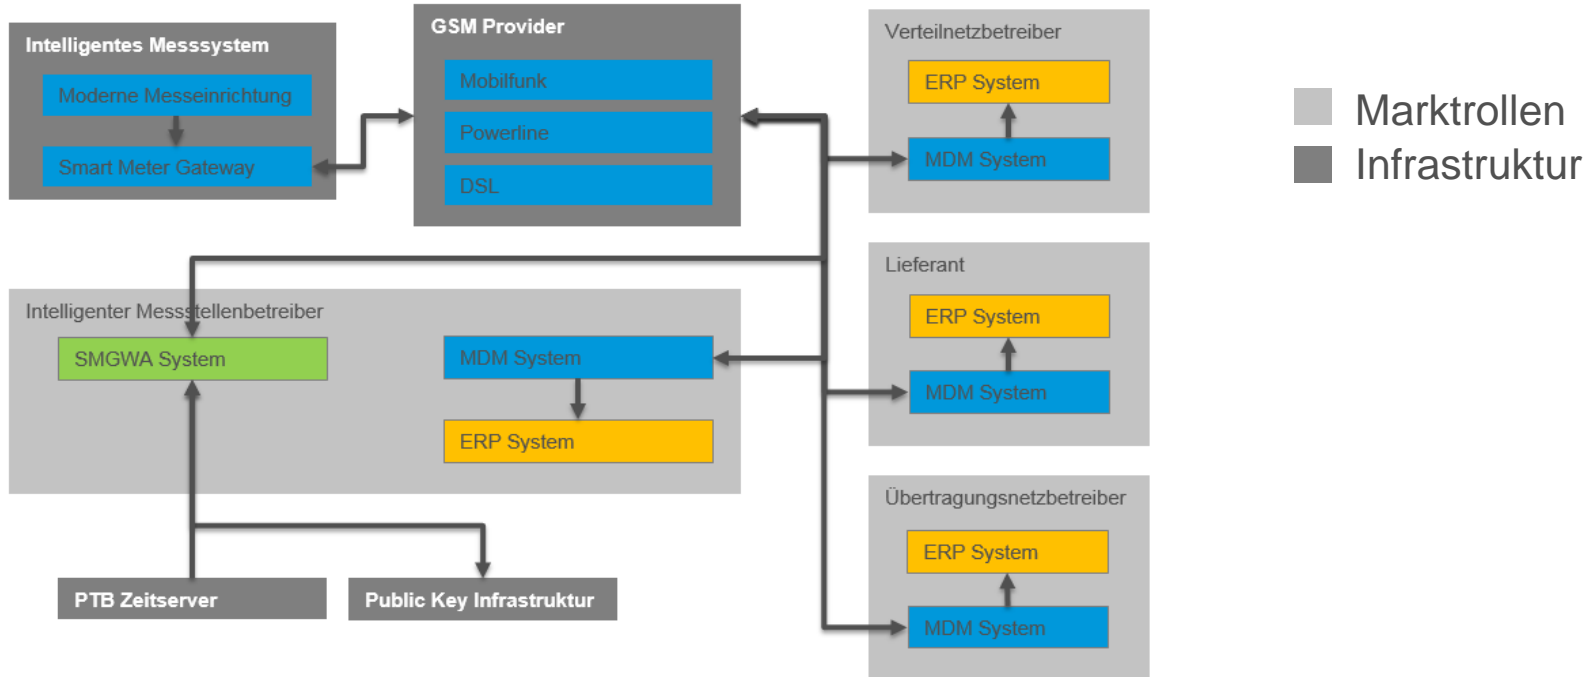 Intelligentes Messsystem
Moderne Messeinrichtung
Smart Meter Gateway
GSM Provider
Mobilfunk
Powerline
DSL
Verteilnetzbetreiber
ERP System
MDM System
Marktrollen
Infrastruktur
Lieferant
ERP System
MDM System
Intelligenter Messstellenbetreiber
SMGWA System
MDM System
ERP System
Übertragungsnetzbetreiber
ERP System
MDM System
PTB Zeitserver
Public Key Infrastruktur